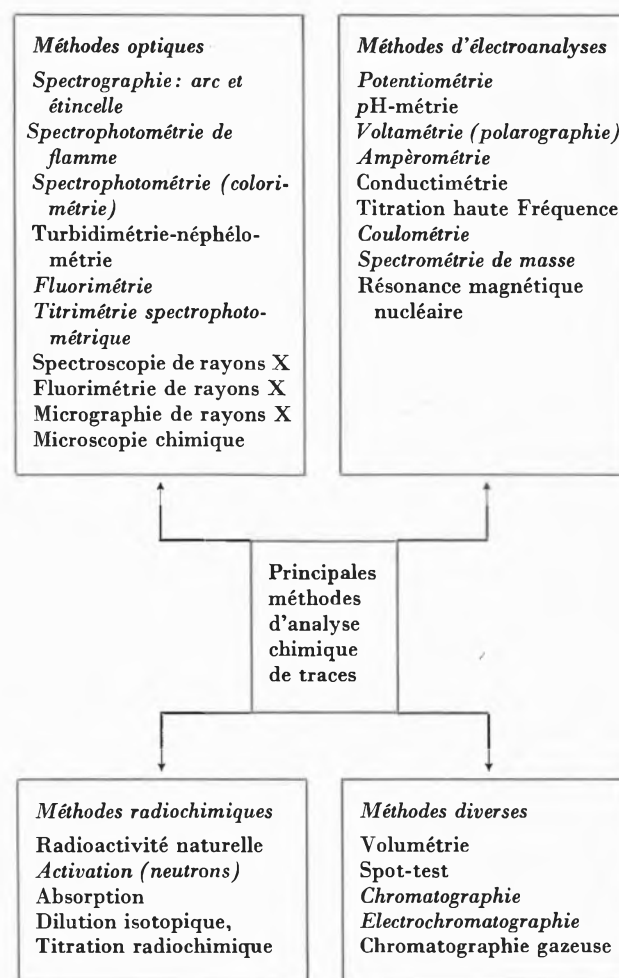 Méthodes optiques
Spectrographie : arc et
étincelle
Spectrophotométrie de
flamme
Spectrophotométrie (colori-
métrie)
Turbidimétrie-néphélo-
métrie
Fluorimétrie
Titrimétrie spectrophoto-
métrique
Spectroscopie de rayons X
Fluorimétrie de rayons X
Micrographie de rayons X
Microscopie chimique
Méthodes d'électroanalyses
Potentiométrie
pH-métrie
Voltamétrie (polarographie)
Ampèrométrie
Conductimétrie
Titration haute Fréquence
Coulométrie
Spectrométrie de masse
Résonance magnétique
nucléaire
Principales
méthodes
d'analyse
chimique
de traces
Méthodes radiochimiques
Radioactivité naturelle
Activation (neutrons)
Absorption
Dilution isotopique,
Titration radiochimique
Méthodes diverses
Volumétrie
Spot-test
Chromatographie
Electrochromatographie
Chromatographie gazeuse